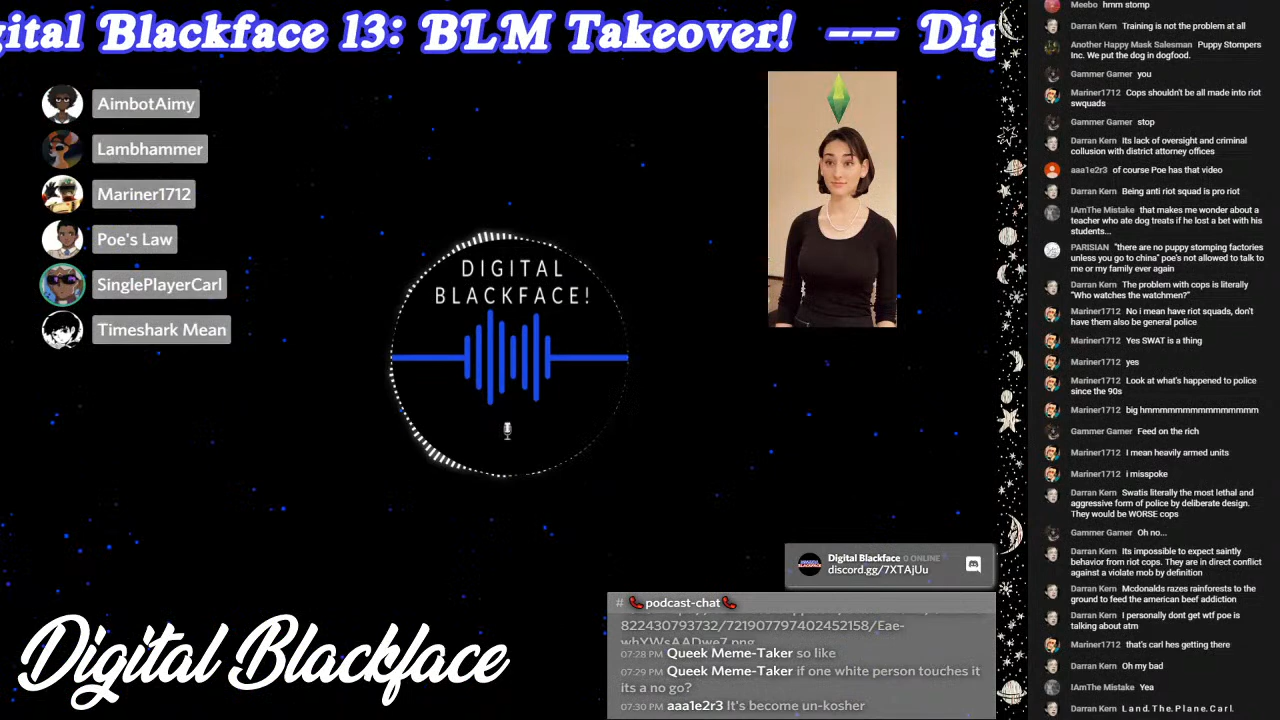 gital Blackface 13: BLM Takeover! --- Dig
AimbotAimy
Lambhammer
Mariner1712
Poe's Law
SinglePlayerCarl
Timeshark Mean
DIGITAL
BLACKFACE!
Digital Blackface
Digital Blackface 0 ONLINE
discord.gg/7XTAjUu
# podcast-chat
822430793732/721907797402452158/Eae-
whYWsAADwe7.png
07:28 PM Queek Meme-Taker so like
07:29 PM Queek Meme-Taker if one white person touches it
its a no go?
07:30 PM aaa1e2r3 It's become un-kosher
Meebo hmm stomp
Darran Kern Training is not the problem at all
Another Happy Mask Salesman Puppy Stompers
Inc. We put the dog in dogfood.
Gammer Gamer you
Mariner1712 Cops shouldn't be all made into riot
swquads
Gammer Gamer stop
Darran Kern Its lack of oversight and criminal
collusion with district attorney offices
aaa1e2r3 of course Poe has that video
Darran Kern Being anti riot squad is pro riot
IAmThe Mistake that makes me wonder about a
teacher who ate dog treats if he lost a bet with his
students...
PARISIAN "there are no puppy stomping factories
unless you go to china" poe's not allowed to talk to
me or my family ever again
Darran Kern The problem with cops is literally
"Who watches the watchmen?"
Mariner1712 No i mean have riot squads, don't
have them also be general police
Mariner1712 Yes SWAT is a thing
Mariner1712 yes
Mariner1712 Look at what's happened to police
since the 90s
Mariner1712 big hmmmmmmmmmmmmmmm
Gammer Gamer Feed on the rich
Mariner1712 I mean heavily armed units
Mariner1712 i misspoke
Darran Kern Swatis literally the most lethal and
aggressive form of police by deliberate design.
They would be WORSE cops
Gammer Gamer Oh no...
Darran Kern Its impossible to expect saintly
behavior from riot cops. They are in direct conflict
against a violate mob by definition
Darran Kern Mcdonalds razes rainforests to the
ground to feed the american beef addiction
Darran Kern I personally dont get wtf poe is
talking about atm
Mariner1712 that's carl hes getting there
Darran Kern Oh my bad
IAmThe Mistake Yea
Darran Kern L a n d. T h e. P l a n e. C a r l.